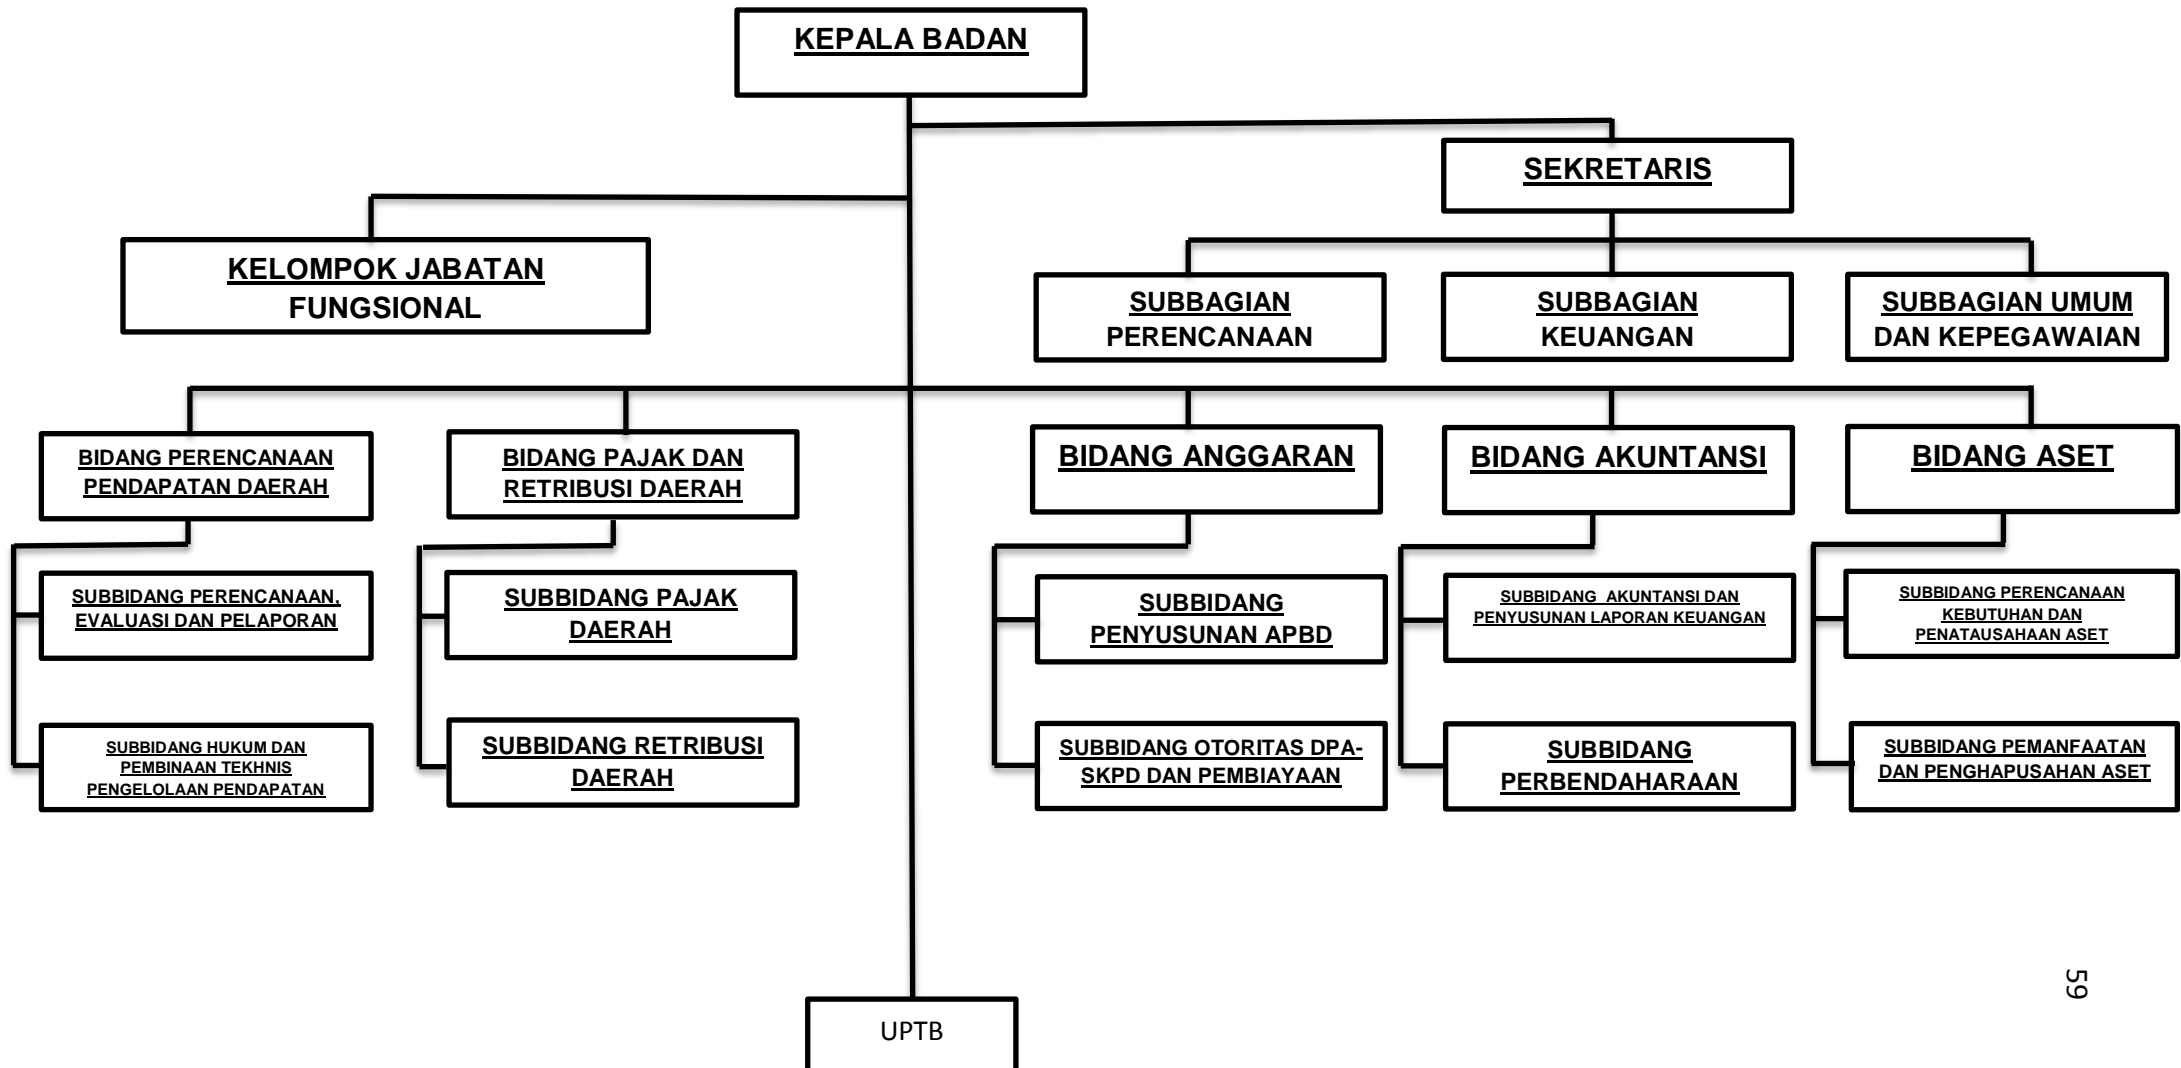 KEPALA BADAN
SEKRETARIS
KELOMPOK JABATAN
FUNGSIONAL
SUBBAGIAN
PERENCANAAN
SUBBAGIAN
KEUANGAN
SUBBAGIAN UMUM
DAN KEPEGAWAIAN
BIDANG PERENCANAAN
PENDAPATAN DAERAH
BIDANG PAJAK DAN
RETRIBUSI DAERAH
BIDANG ANGGARAN
BIDANG AKUNTANSI
BIDANG ASET
SUBBIDANG PERENCANAAN,
EVALUASI DAN PELAPORAN
SUBBIDANG PAJAK
DAERAH
SUBBIDANG
PENYUSUNAN APBD
SUBBIDANG AKUNTANSI DAN
PENYUSUNAN LAPORAN KEUANGAN
SUBBIDANG PERENCANAAN
KEBUTUHAN DAN
PENATAUSAHAAN ASET
SUBBIDANG HUKUM DAN
PEMBINAAN TEKHNIS
PENGELOLAAN PENDAPATAN
SUBBIDANG RETRIBUSI
DAERAH
SUBBIDANG OTORITAS DPA-
SKPD DAN PEMBIAYAAN
SUBBIDANG
PERBENDAHARAAN
SUBBIDANG PEMANFAATAN
DAN PENGHAPUSAHAN ASET
59
UPTB